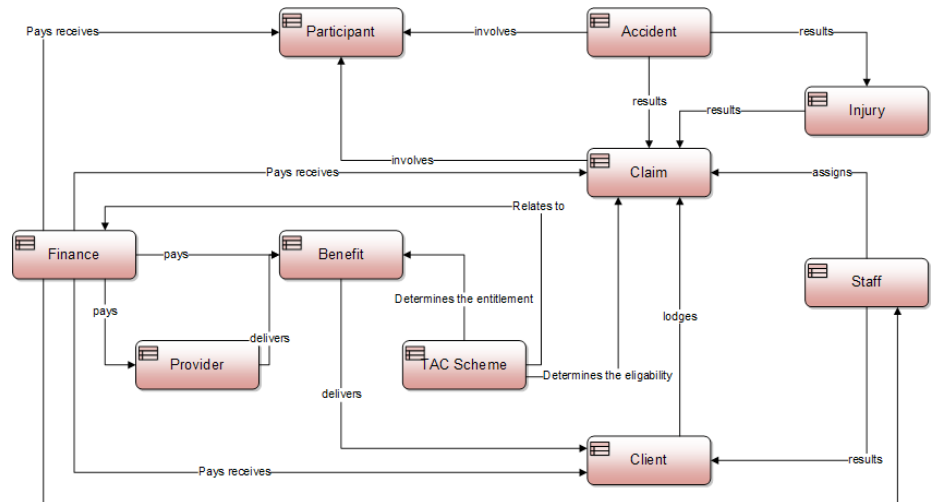 Pays receives
Participant
involves
Accident
results
results
results
Injury
involves
Pays receives
Claim
assigns
Relates to
Finance
pays
Benefit
Staff
Determines the entitlement
pays
lodges
delivers
Provider
TAC Scheme
Determines the eligability
delivers
Client
results
Pays receives